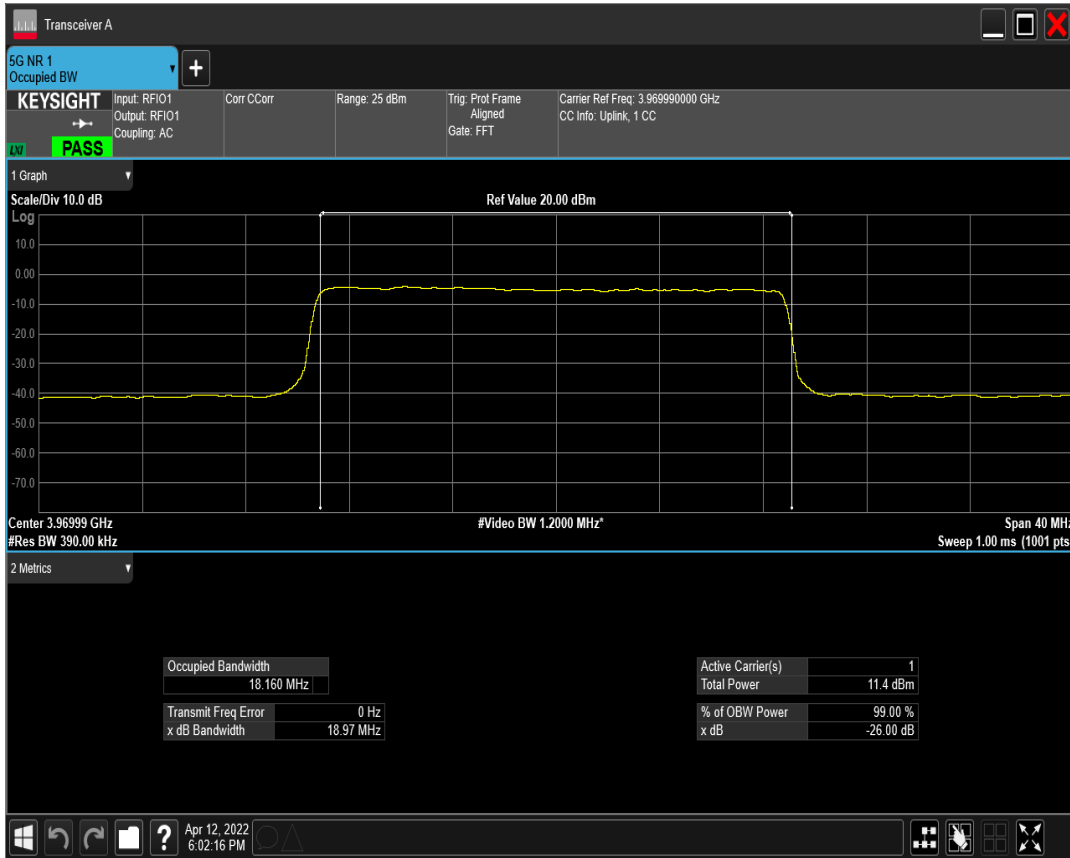 Transceiver A
5G NR 1
Occupied BW
+
KEYSIGHT
LXI
PASS
Input: RFIO1
Output: RFIO1
Coupling: AC
Corr CCorr
Range: 25 dBm
Trig: Prot Frame
Aligned
Gate: FFT
Carrier Ref Freq: 3.969990000 GHz
CC Info: Uplink, 1 CC
1 Graph
Scale/Div 10.0 dB
Ref Value 20.00 dBm
Log
10.0
0.00
-10.0
-20.0
-30.0
-40.0
-50.0
-60.0
-70.0
Center 3.96999 GHz
#Video BW 1.2000 MHz*
Span 40 MHz
#Res BW 390.00 kHz
Sweep 1.00 ms (1001 pts
2 Metrics
Occupied Bandwidth
18.160 MHz
Transmit Freq Error 0 Hz
x dB Bandwidth 18.97 MHz
Active Carrier(s) 1
Total Power 11.4 dBm
% of OBW Power 99.00 %
x dB -26.00 dB
?
Apr 12, 2022
6:02:16 PM